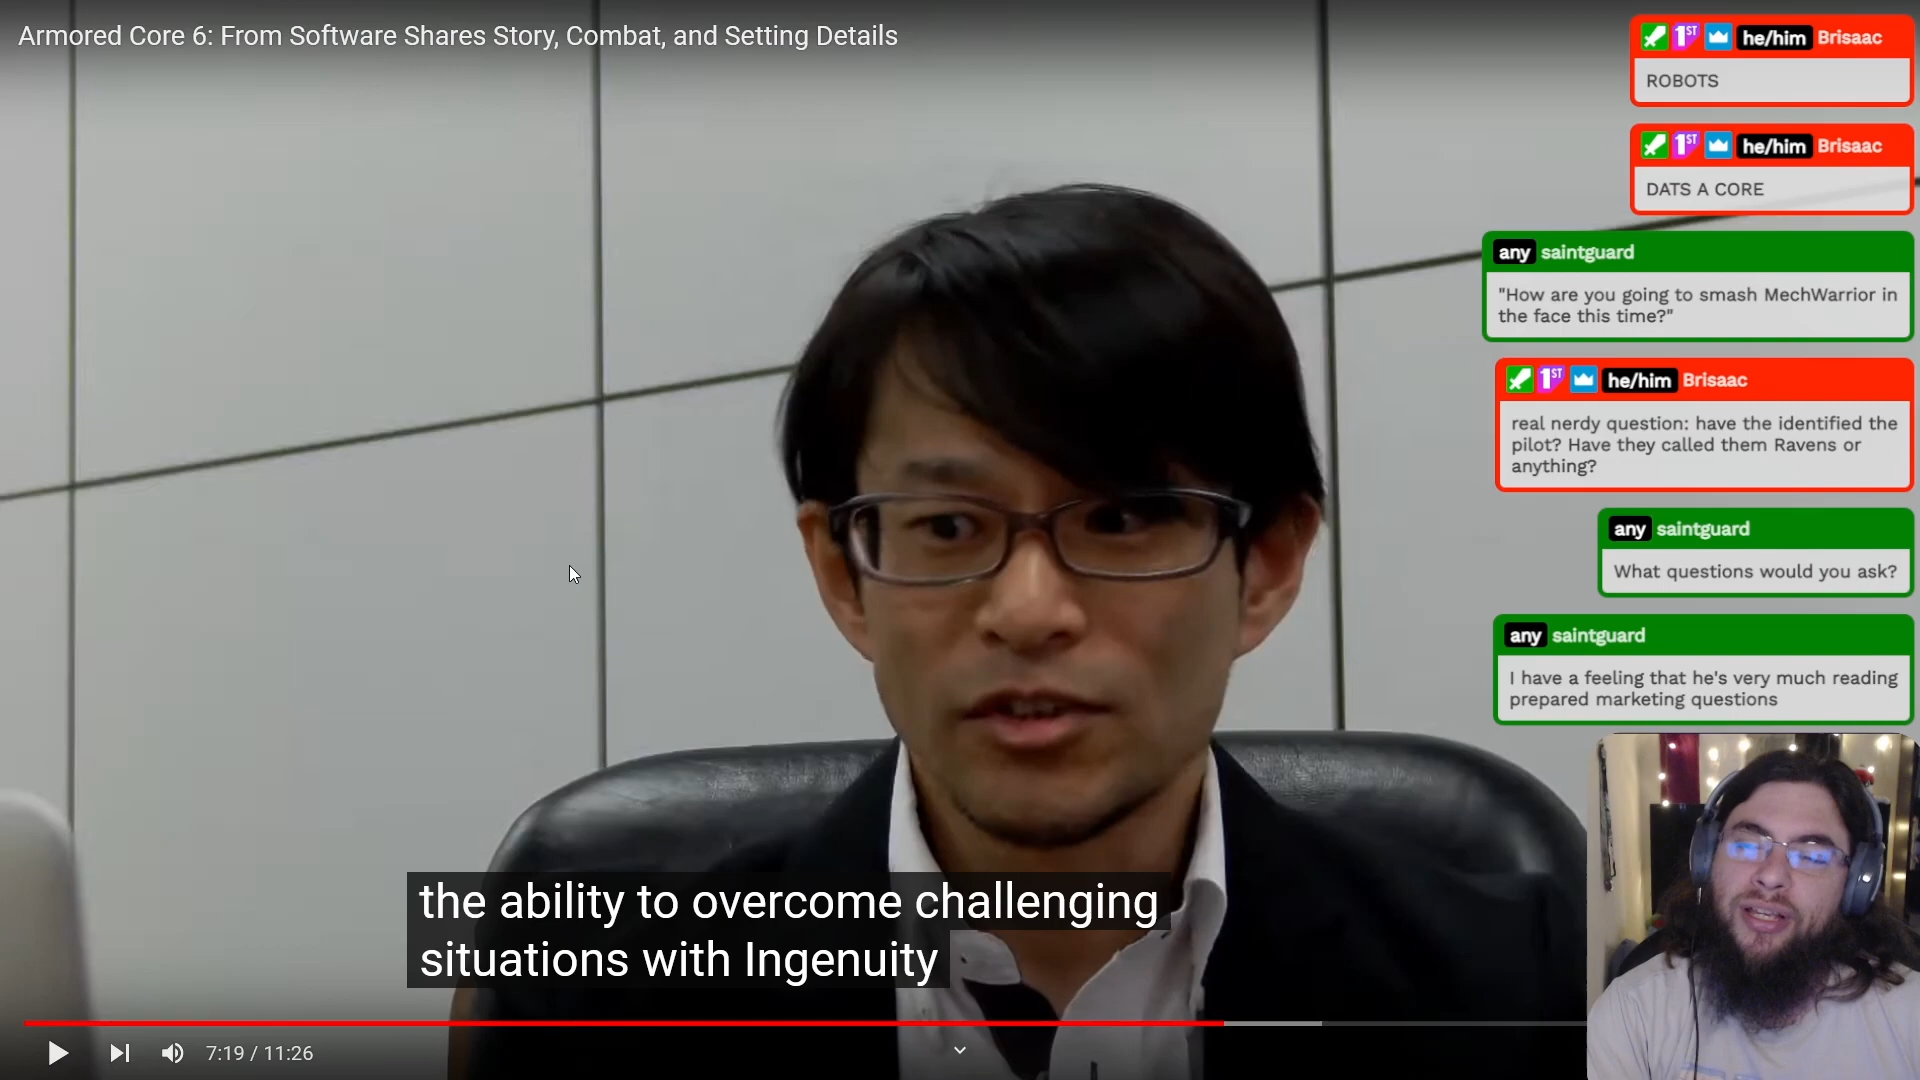 Armored Core 6: From Software Shares Story, Combat, and Setting Details
1ST he/him Brisaac
ROBOTS
1ST he/him Brisaac
DATS A CORE
any saintguard
"How are you going to smash MechWarrior in
the face this time?"
1ST he/him Brisaac
real nerdy question: have the identified the
pilot? Have they called them Ravens or
anything?
any saintguard
What questions would you ask?
any saintguard
I have a feeling that he's very much reading
prepared marketing questions
the ability to overcome challenging
situations with Ingenuity
7:19 / 11:26